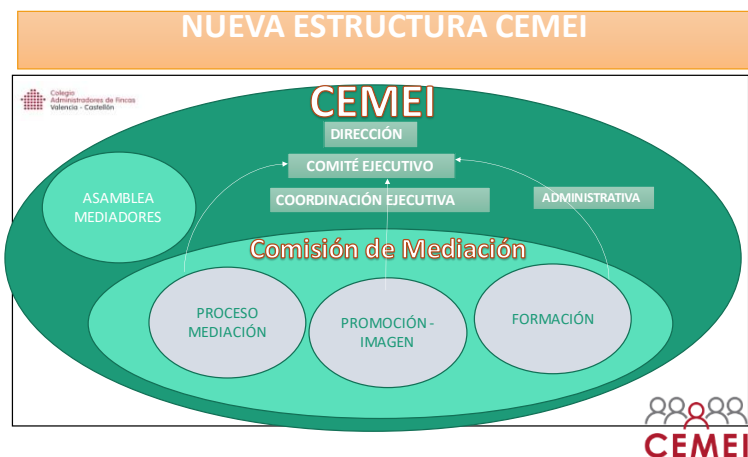 NUEVA ESTRUCTURA CEMEI
Colegio
Administradores de Fincas
Valencia - Castellón
CEMEI
DIRECCIÓN
COMITÉ EJECUTIVO
COORDINACIÓN EJECUTIVA
ADMINISTRATIVA
ASAMBLEA
MEDIADORES
Comisión de Mediación
PROCESO
MEDIACIÓN
PROMOCIÓN -
IMAGEN
FORMACIÓN
CEMEI